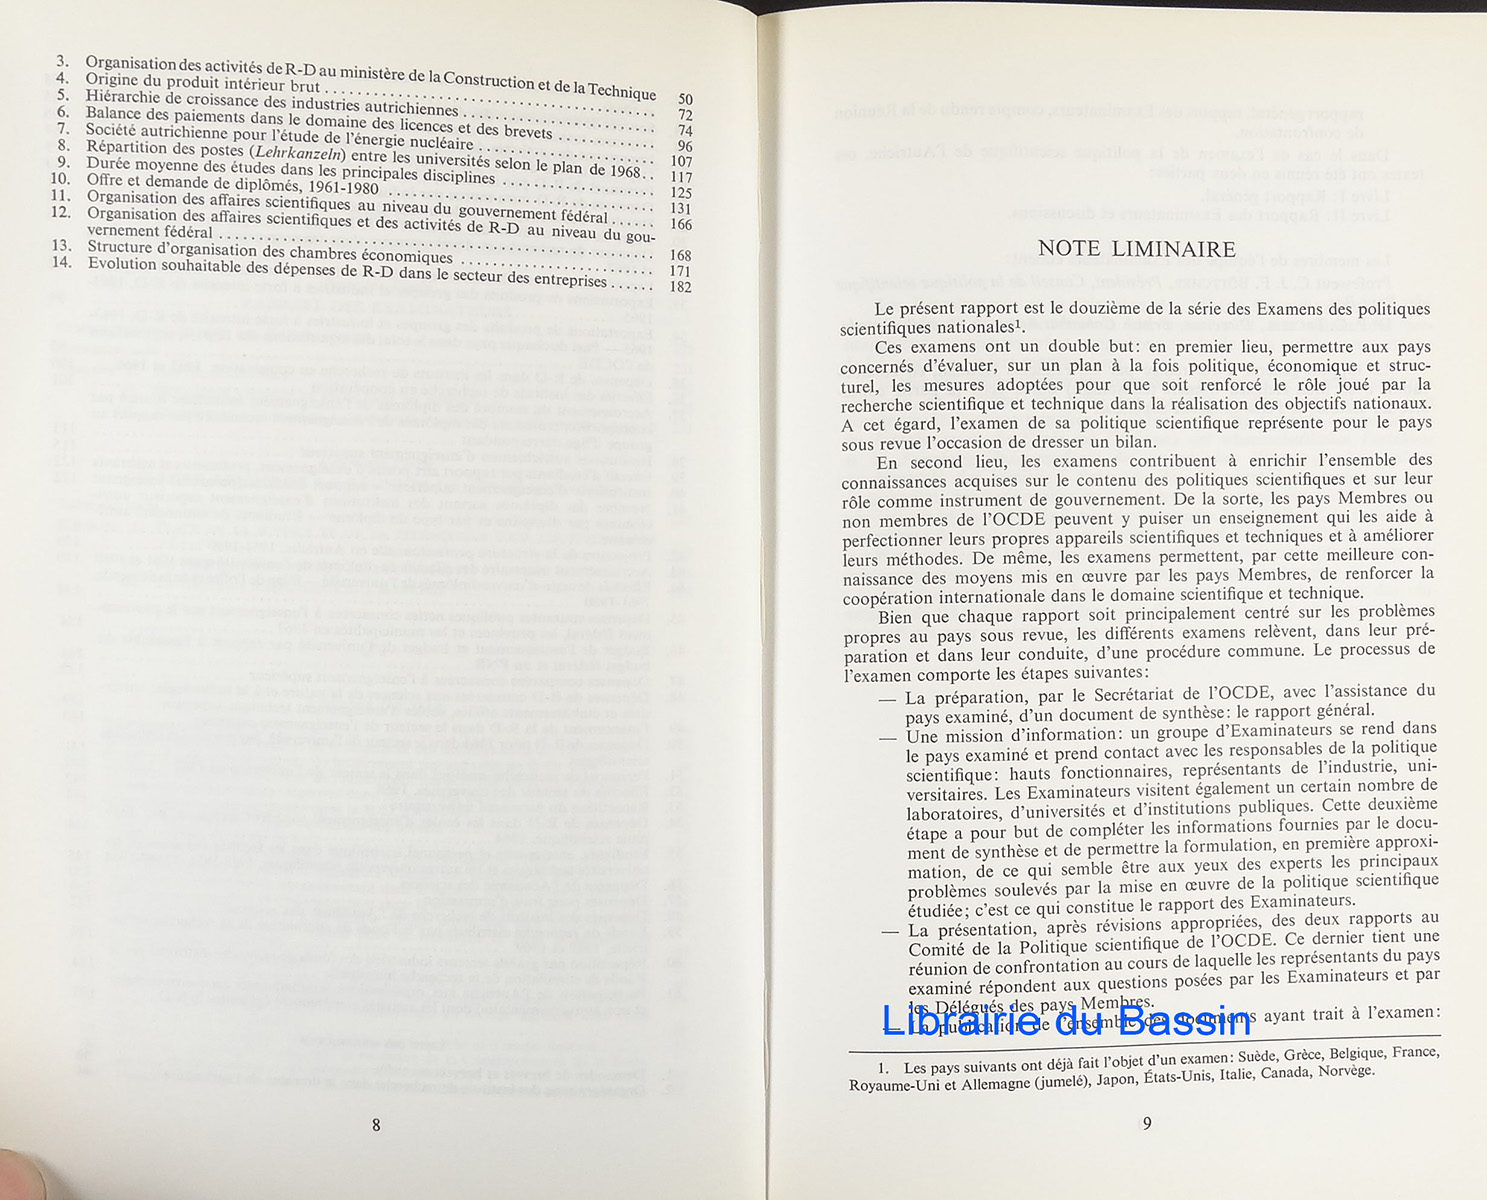 3. Organisation des activités de R-D au ministère de la Construction et de la Technique 50
4. Origine du produit intérieur brut 72
5. Hiérarchie de croissance des industries autrichiennes 74
6. Balance des paiements dans le domaine des licences et des brevets 96
7. Société autrichienne pour l'étude de l'énergie nucléaire 107
8. Répartition des postes (Lehrkanzeln) entre les universités selon le plan de 1968.. 117
9. Durée moyenne des études dans les principales disciplines 125
10. Offre et demande de diplômés, 1961-1980 131
11. Organisation des affaires scientifiques au niveau du gouvernement fédéral 166
12. Organisation des affaires scientifiques et des activités de R-D au niveau du gou-
vernement fédéral 168
13. Structure d'organisation des chambres économiques 171
14. Evolution souhaitable des dépenses de R-D dans le secteur des entreprises 182
8
NOTE LIMINAIRE
Le présent rapport est le douzième de la série des Examens des politiques
scientifiques nationales¹.
Ces examens ont un double but: en premier lieu, permettre aux pays
concernés d'évaluer, sur un plan à la fois politique, économique et struc-
turel, les mesures adoptées pour que soit renforcé le rôle joué par la
recherche scientifique et technique dans la réalisation des objectifs nationaux.
A cet égard, l'examen de sa politique scientifique représente pour le pays
sous revue l'occasion de dresser un bilan.
En second lieu, les examens contribuent à enrichir l'ensemble des
connaissances acquises sur le contenu des politiques scientifiques et sur leur
rôle comme instrument de gouvernement. De la sorte, les pays Membres ou
non membres de l'OCDE peuvent y puiser un enseignement qui les aide à
perfectionner leurs propres appareils scientifiques et techniques et à améliorer
leurs méthodes. De même, les examens permettent, par cette meilleure con-
naissance des moyens mis en œuvre par les pays Membres, de renforcer la
coopération internationale dans le domaine scientifique et technique.
Bien que chaque rapport soit principalement centré sur les problèmes
propres au pays sous revue, les différents examens relèvent, dans leur pré-
paration et dans leur conduite, d'une procédure commune. Le processus de
l'examen comporte les étapes suivantes:
— La préparation, par le Secrétariat de l'OCDE, avec l'assistance du
pays examiné, d'un document de synthèse: le rapport général.
— Une mission d'information: un groupe d'Examinateurs se rend dans
le pays examiné et prend contact avec les responsables de la politique
scientifique: hauts fonctionnaires, représentants de l'industrie, uni-
versitaires. Les Examinateurs visitent également un certain nombre de
laboratoires, d'universités et d'institutions publiques. Cette deuxième
étape a pour but de compléter les informations fournies par le docu-
ment de synthèse et de permettre la formulation, en première approxi-
mation, de ce qui semble être aux yeux des experts les principaux
problèmes soulevés par la mise en œuvre de la politique scientifique
étudiée; c'est ce qui constitue le rapport des Examinateurs.
— La présentation, après révisions appropriées, des deux rapports au
Comité de la Politique scientifique de l'OCDE. Ce dernier tient une
réunion de confrontation au cours de laquelle les représentants du pays
examiné répondent aux questions posées par les Examinateurs et par
les Délégués des pays Membres.
— La publication de l'ensemble des documents ayant trait à l'examen:
Librairie du Bassin
1. Les pays suivants ont déjà fait l'objet d'un examen: Suède, Grèce, Belgique, France,
Royaume-Uni et Allemagne (jumelé), Japon, États-Unis, Italie, Canada, Norvège.
9